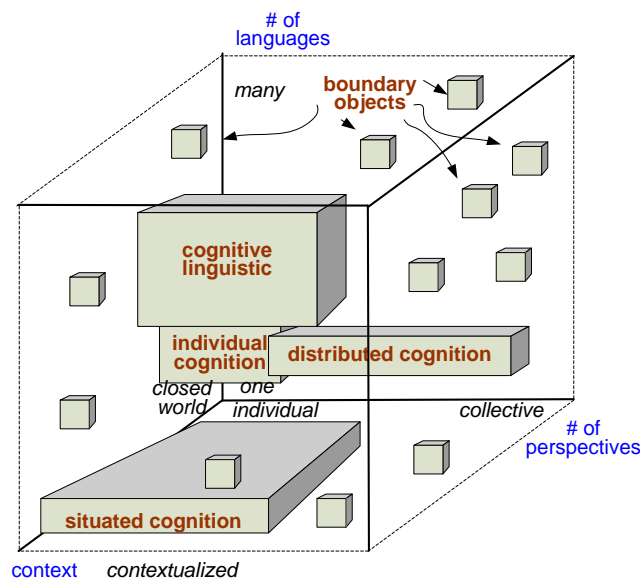 # of
languages
many
boundary
objects
cognitive
linguistic
individual
cognition
distributed cognition
closed
world
one
individual
collective
# of
perspectives
situated cognition
context
contextualized